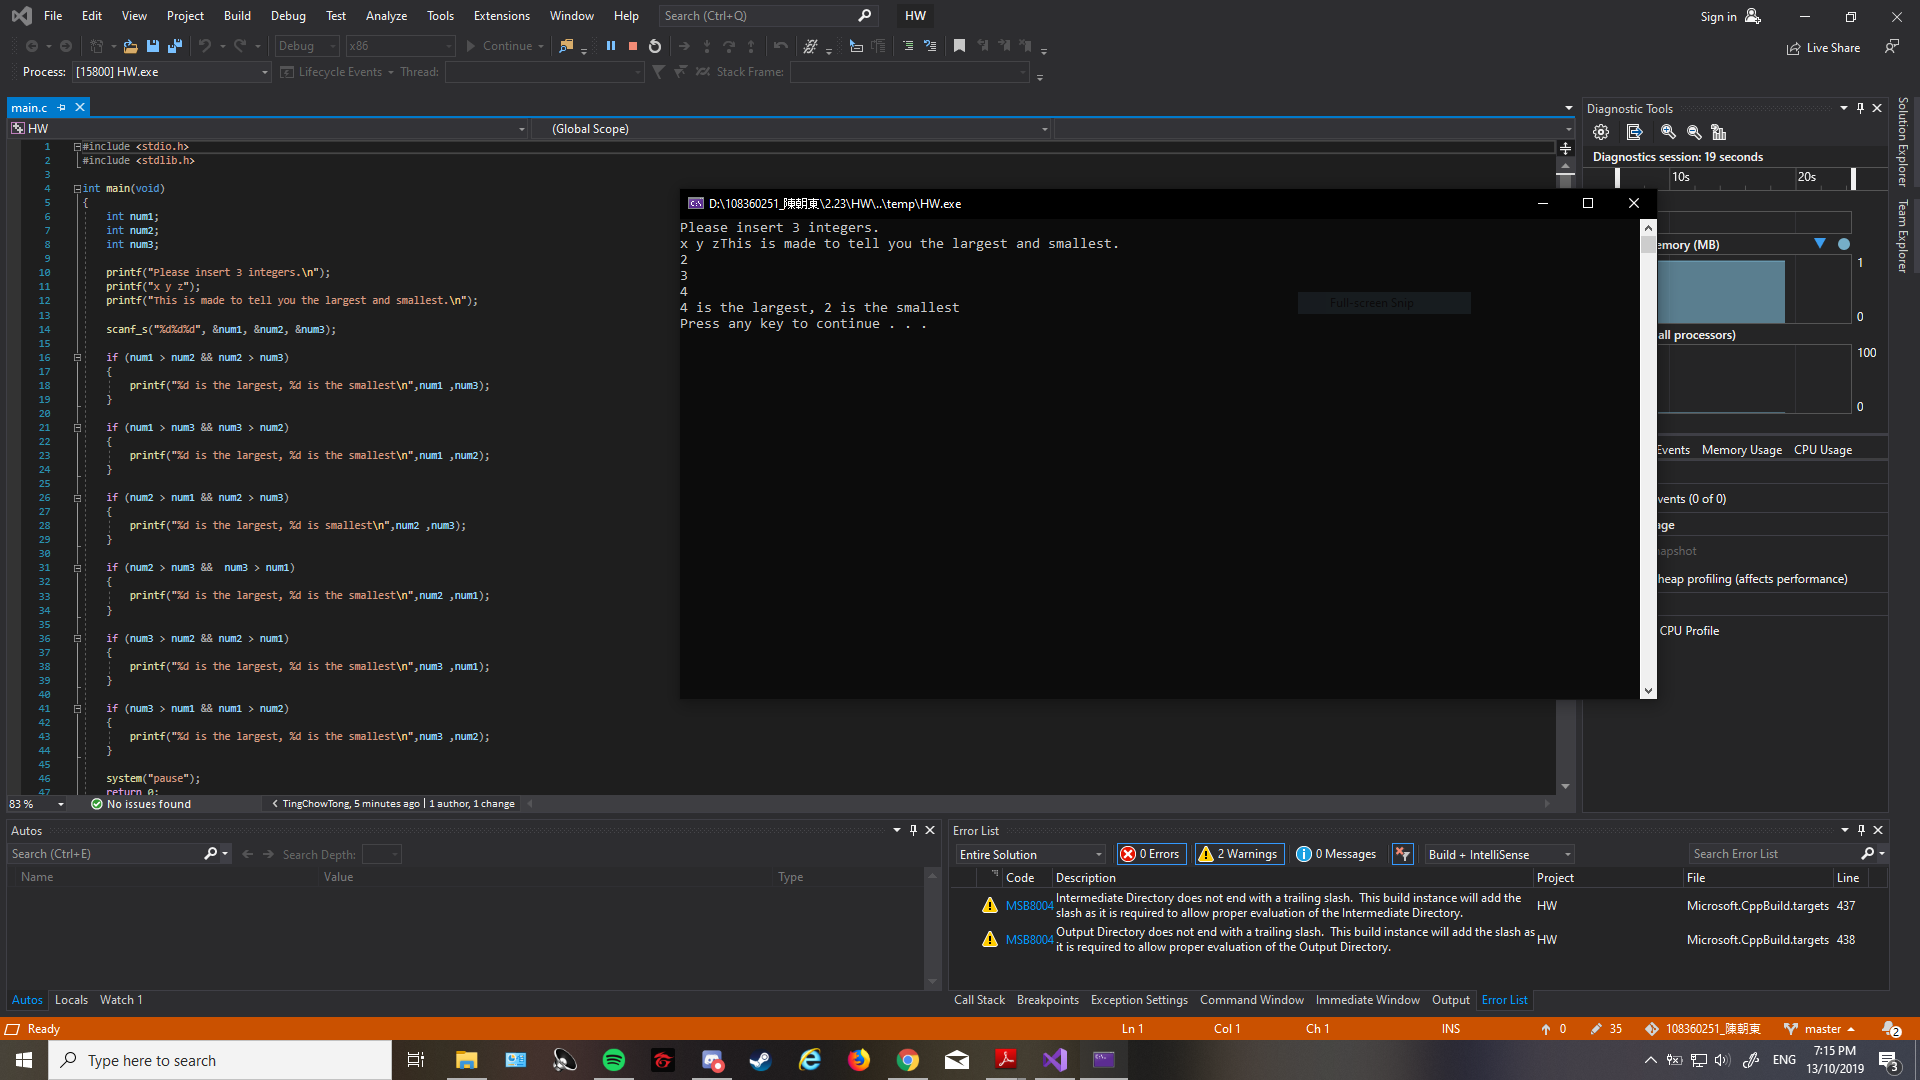 File Edit View Project Build Debug Test Analyze Tools Extensions Window Help Search (Ctrl+Q) HW Sign in
Debug x86 Continue Live Share
Process: [15800] HW.exe Lifecycle Events Thread: Stack Frame:
main.c
HW (Global Scope)
1 #include <stdio.h>
2 #include <stdlib.h>
3
4 int main(void)
5 {
6 int num1;
7 int num2;
8 int num3;
9
10 printf("Please insert 3 integers.\n");
11 printf("x y z");
12 printf("This is made to tell you the largest and smallest.\n");
13
14 scanf_s("%d%d%d", &num1, &num2, &num3);
15
16 if (num1 > num2 && num2 > num3)
17 {
18 printf("%d is the largest, %d is the smallest\n",num1 ,num3);
19 }
20
21 if (num1 > num3 && num3 > num2)
22 {
23 printf("%d is the largest, %d is the smallest\n",num1 ,num2);
24 }
25
26 if (num2 > num1 && num2 > num3)
27 {
28 printf("%d is the largest, %d is smallest\n",num2 ,num3);
29 }
30
31 if (num2 > num3 &&  num3 > num1)
32 {
33 printf("%d is the largest, %d is the smallest\n",num2 ,num1);
34 }
35
36 if (num3 > num2 && num2 > num1)
37 {
38 printf("%d is the largest, %d is the smallest\n",num3 ,num1);
39 }
40
41 if (num3 > num1 && num1 > num2)
42 {
43 printf("%d is the largest, %d is the smallest\n",num3 ,num2);
44 }
45
46 system("pause");
47 return 0;
83 % No issues found TingChowTong, 5 minutes ago | 1 author, 1 change
D:\108360251_陳朝東\2.23\HW\..\temp\HW.exe
Please insert 3 integers.
x y zThis is made to tell you the largest and smallest.
2
3
4
4 is the largest, 2 is the smallest
Press any key to continue . . .
Full-screen Snip
Diagnostic Tools
Diagnostics session: 19 seconds
10s 20s
emory (MB)
1
0
all processors)
100
0
Events Memory Usage CPU Usage
vents (0 of 0)
age
napshot
heap profiling (affects performance)
CPU Profile
Solution Explorer
Team Explorer
Autos
Search (Ctrl+E) Search Depth:
Name Value Type
Autos Locals Watch 1
Error List
Entire Solution 0 Errors 2 Warnings 0 Messages Build + IntelliSense Search Error List
Code Description Project File Line
MSB8004 Intermediate Directory does not end with a trailing slash.  This build instance will add the
slash as it is required to allow proper evaluation of the Intermediate Directory. HW Microsoft.CppBuild.targets 437
MSB8004 Output Directory does not end with a trailing slash.  This build instance will add the slash as
it is required to allow proper evaluation of the Output Directory. HW Microsoft.CppBuild.targets 438
Call Stack Breakpoints Exception Settings Command Window Immediate Window Output Error List
Ready Ln 1 Col 1 Ch 1 INS 0 35 108360251_陳朝東 master 2
Type here to search ENG 7:15 PM
13/10/2019 3